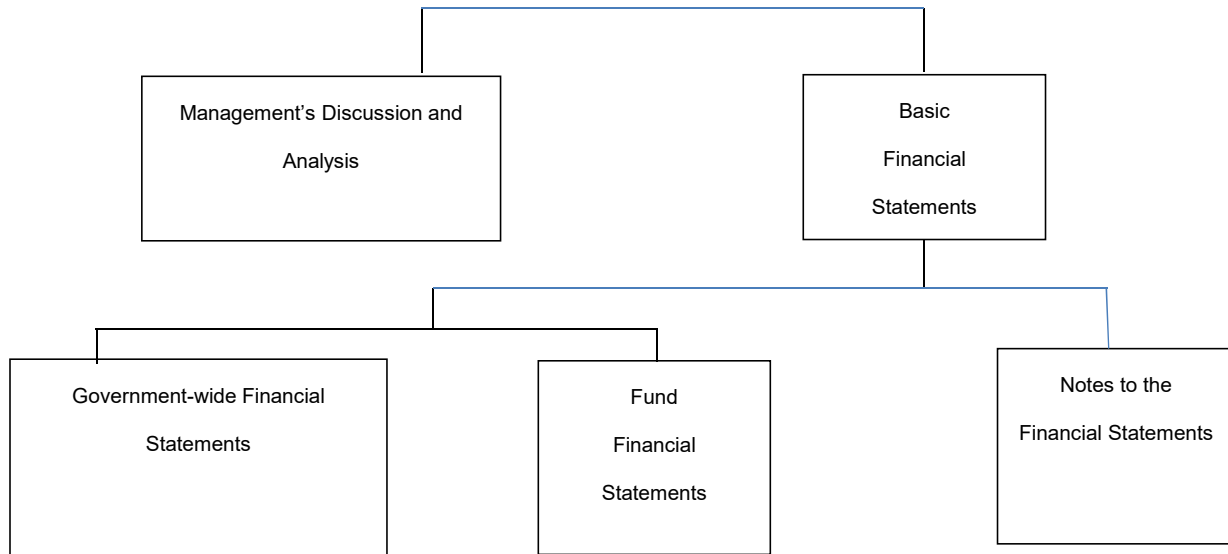 Management’s Discussion and
Analysis
Basic
Financial
Statements
Government-wide Financial
Statements
Fund
Financial
Statements
Notes to the
Financial Statements